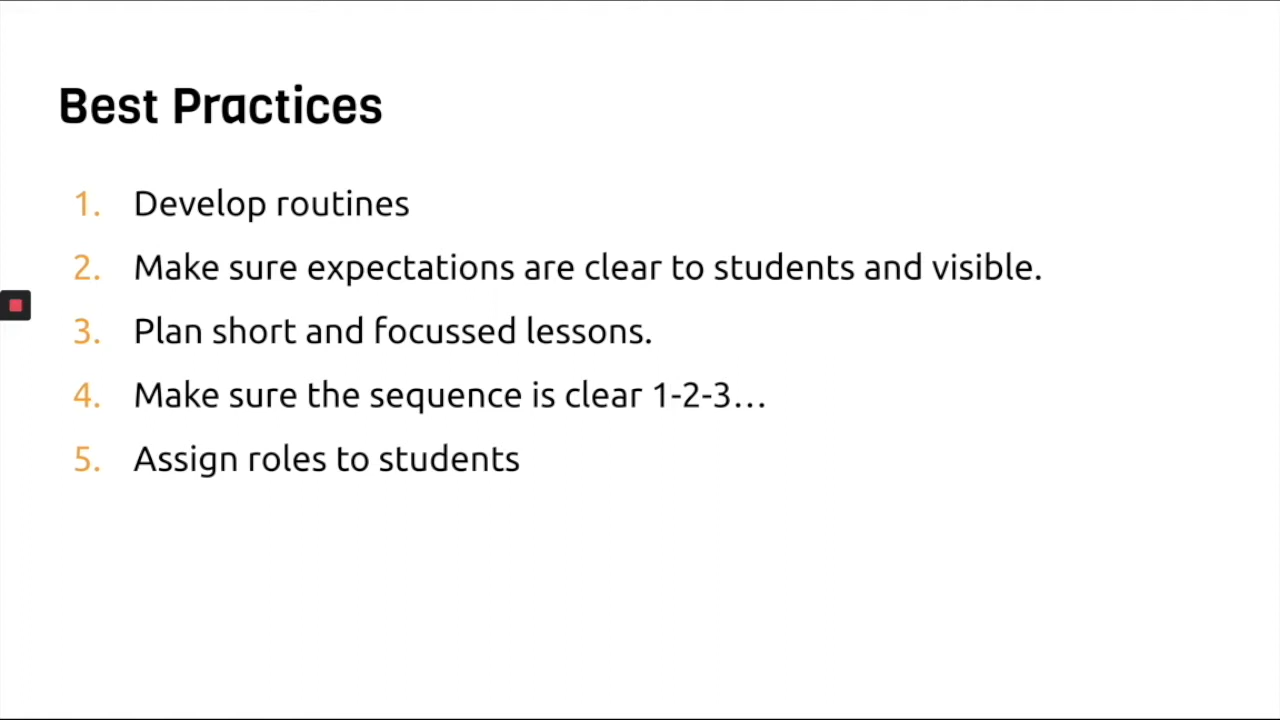 Best Practices
1. Develop routines
2. Make sure expectations are clear to students and visible.
3. Plan short and focussed lessons.
4. Make sure the sequence is clear 1-2-3…
5. Assign roles to students